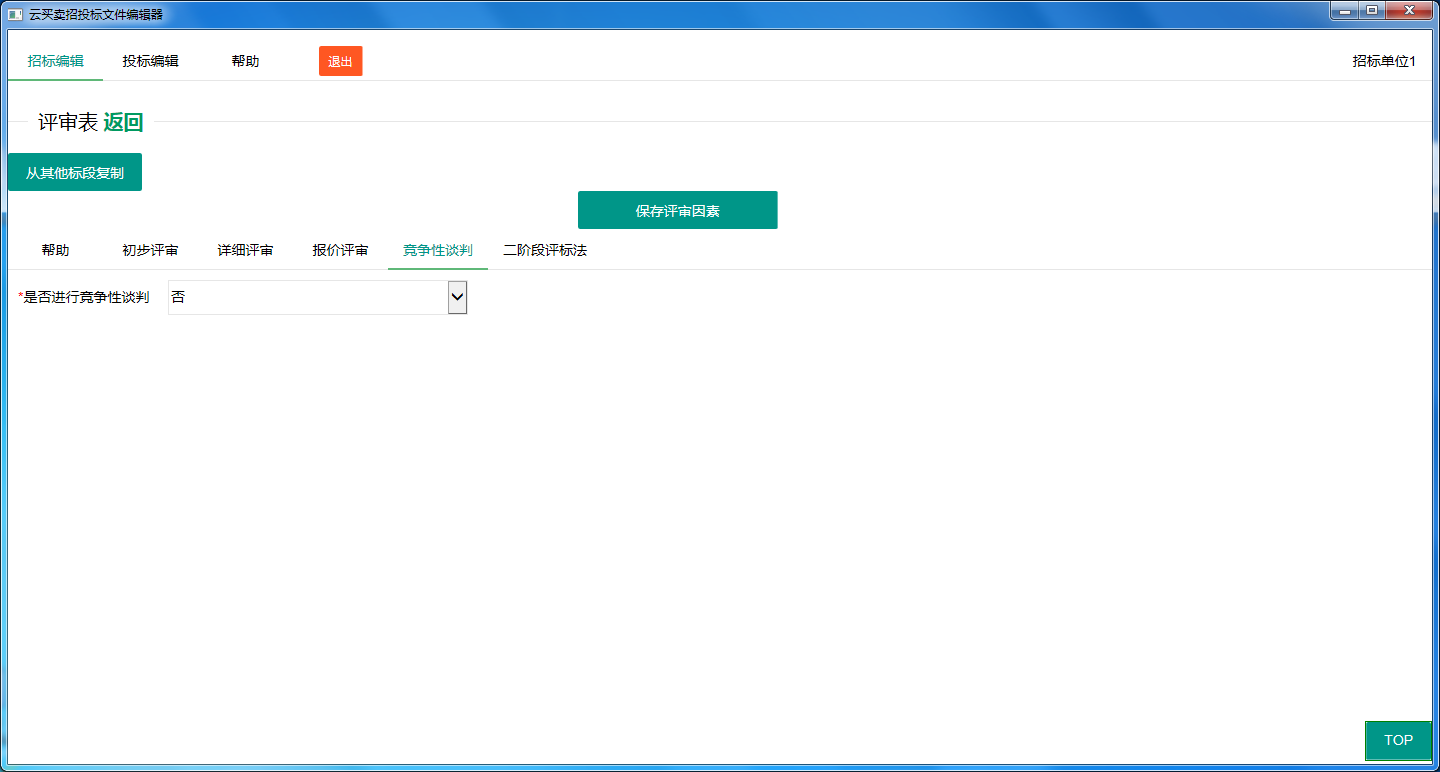 云买卖招投标文件编辑器
招标编辑 投标编辑 帮助 退出 招标单位1
评审表 返回
从其他标段复制
保存评审因素
帮助 初步评审 详细评审 报价评审 竞争性谈判 二阶段评标法
*是否进行竞争性谈判 否
TOP